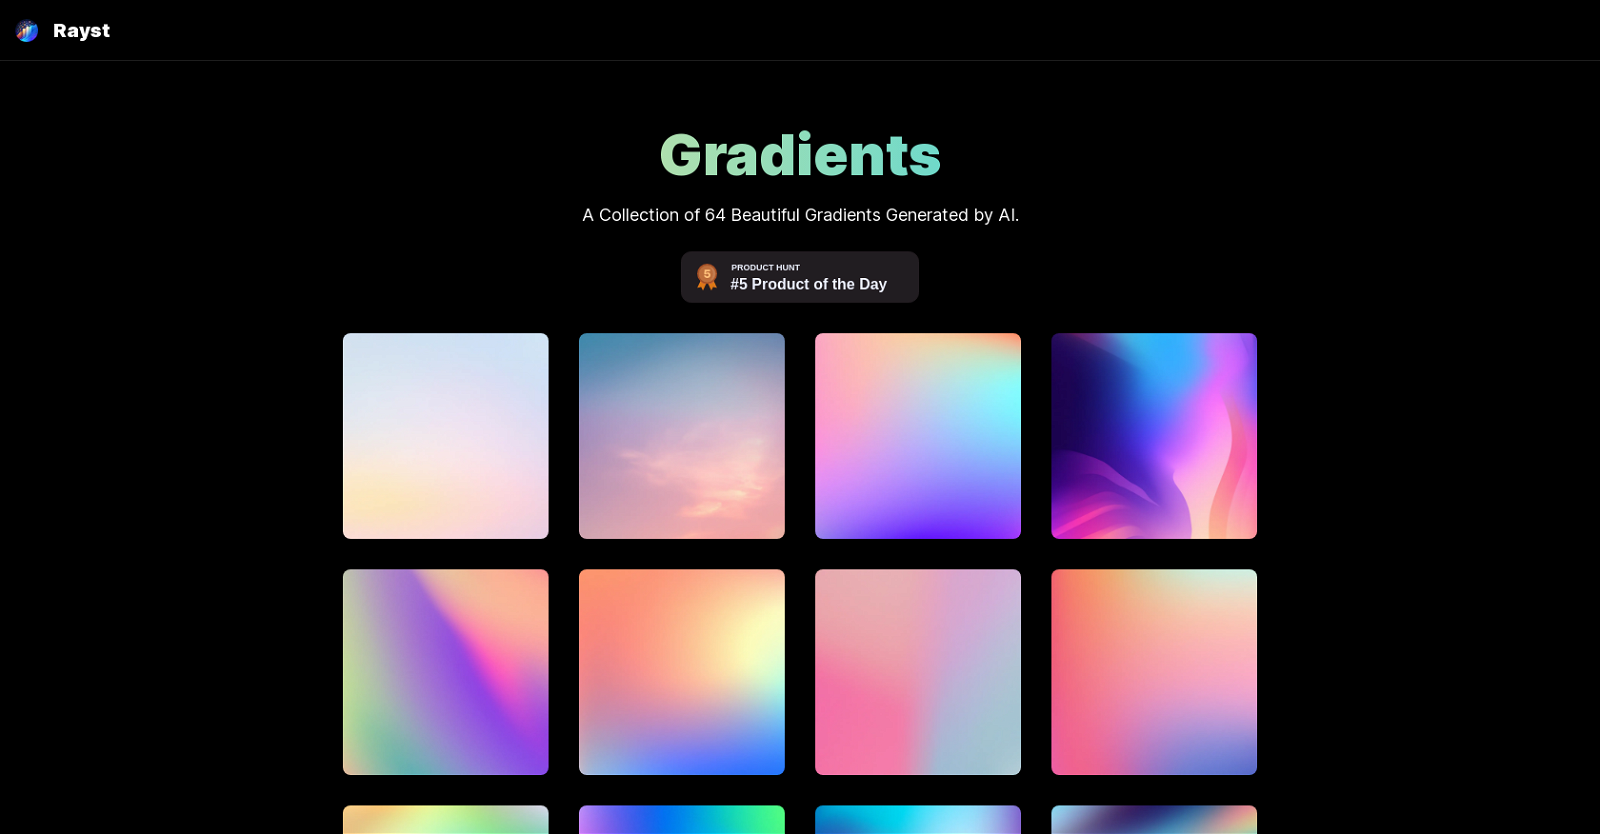 Rayst
Gradients
A Collection of 64 Beautiful Gradients Generated by AI.
5
PRODUCT HUNT
#5 Product of the Day